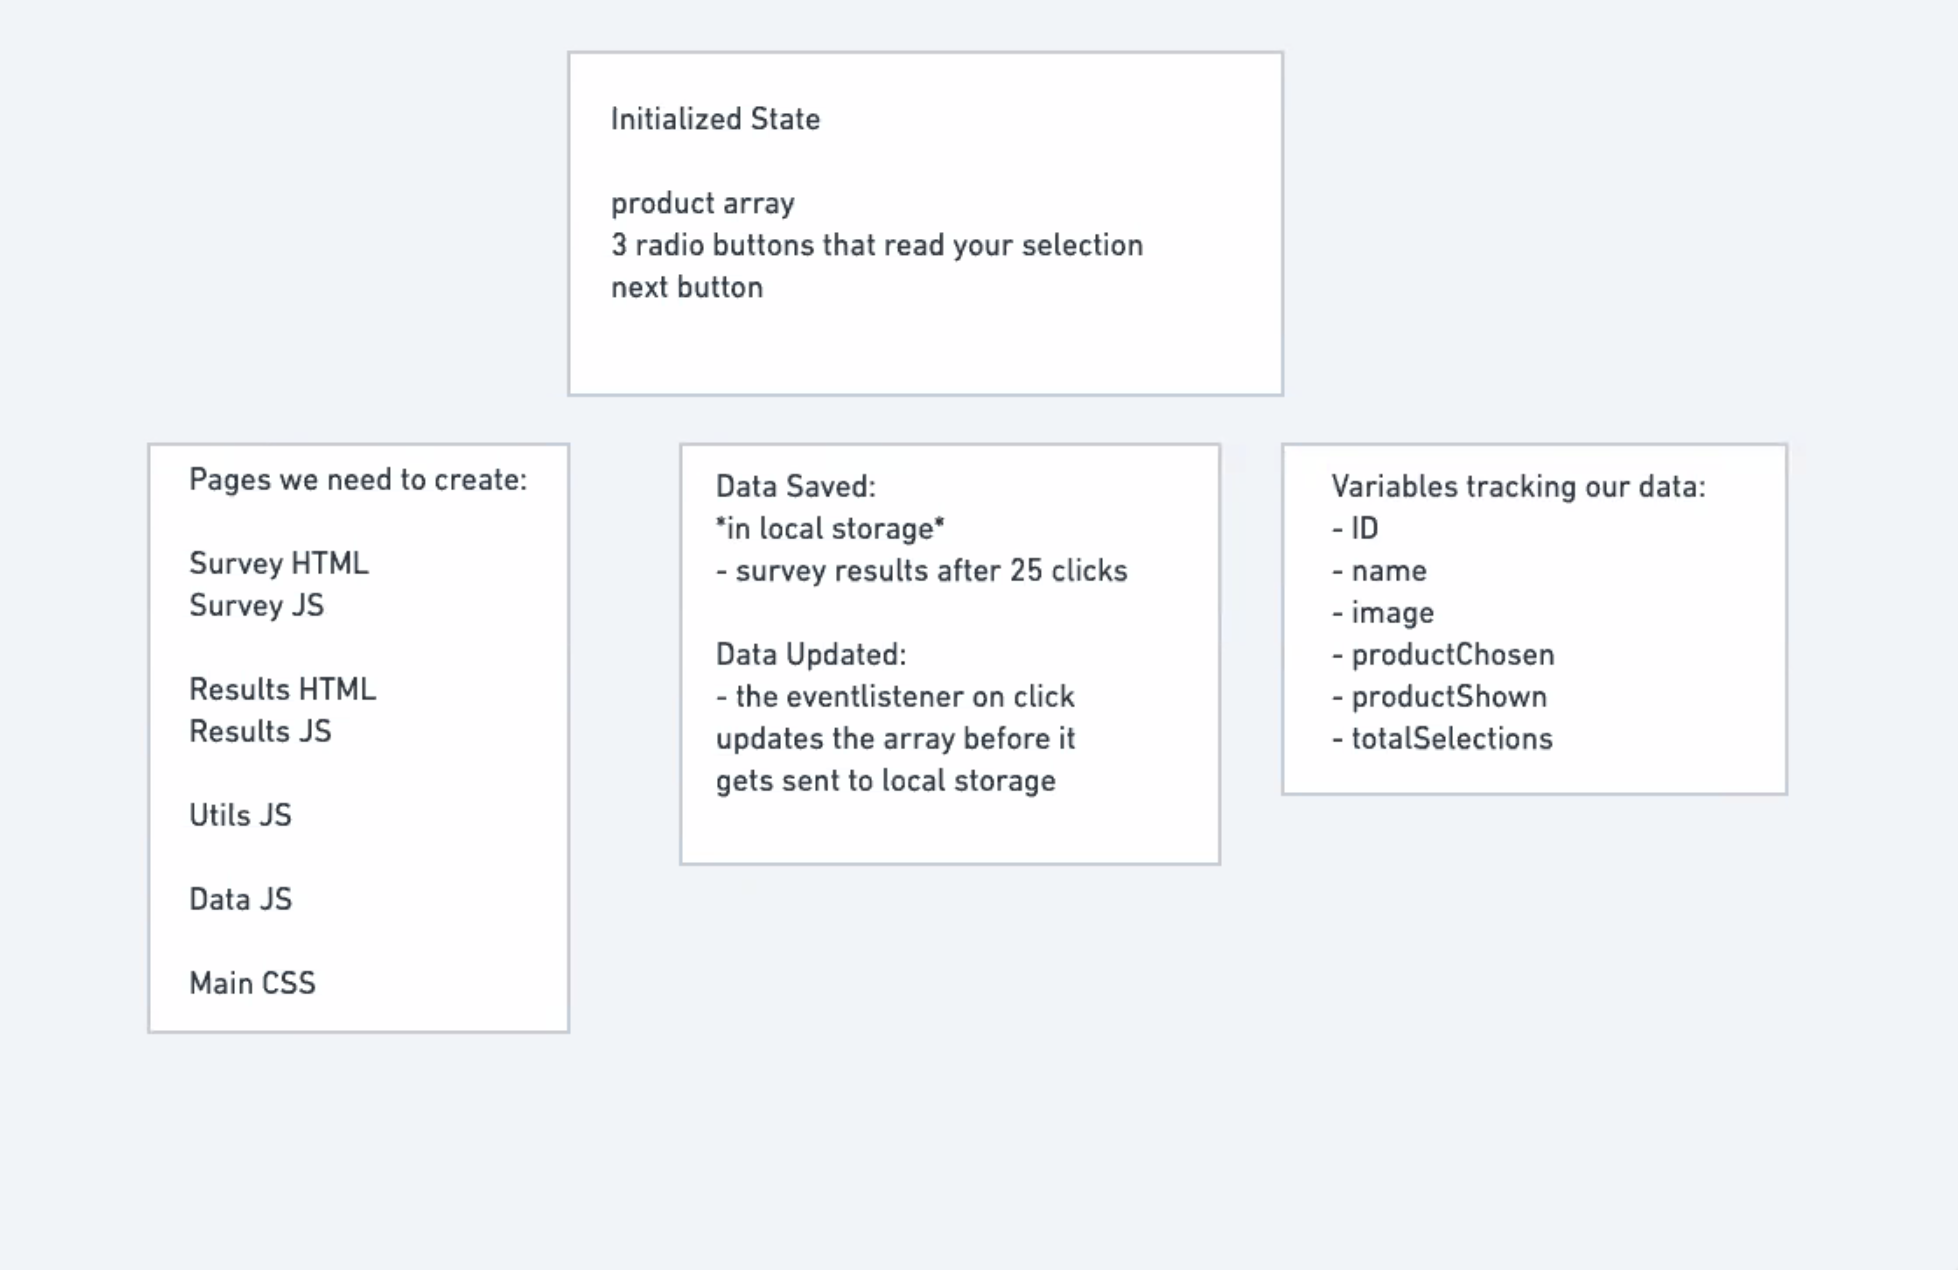 Initialized State
product array
3 radio buttons that read your selection
next button
Pages we need to create:
Survey HTML
Survey JS
Results HTML
Results JS
Utils JS
Data JS
Main CSS
Data Saved:
*in local storage*
- survey results after 25 clicks
Data Updated:
- the eventlistener on click
updates the array before it
gets sent to local storage
Variables tracking our data:
- ID
- name
- image
- productChosen
- productShown
- totalSelections